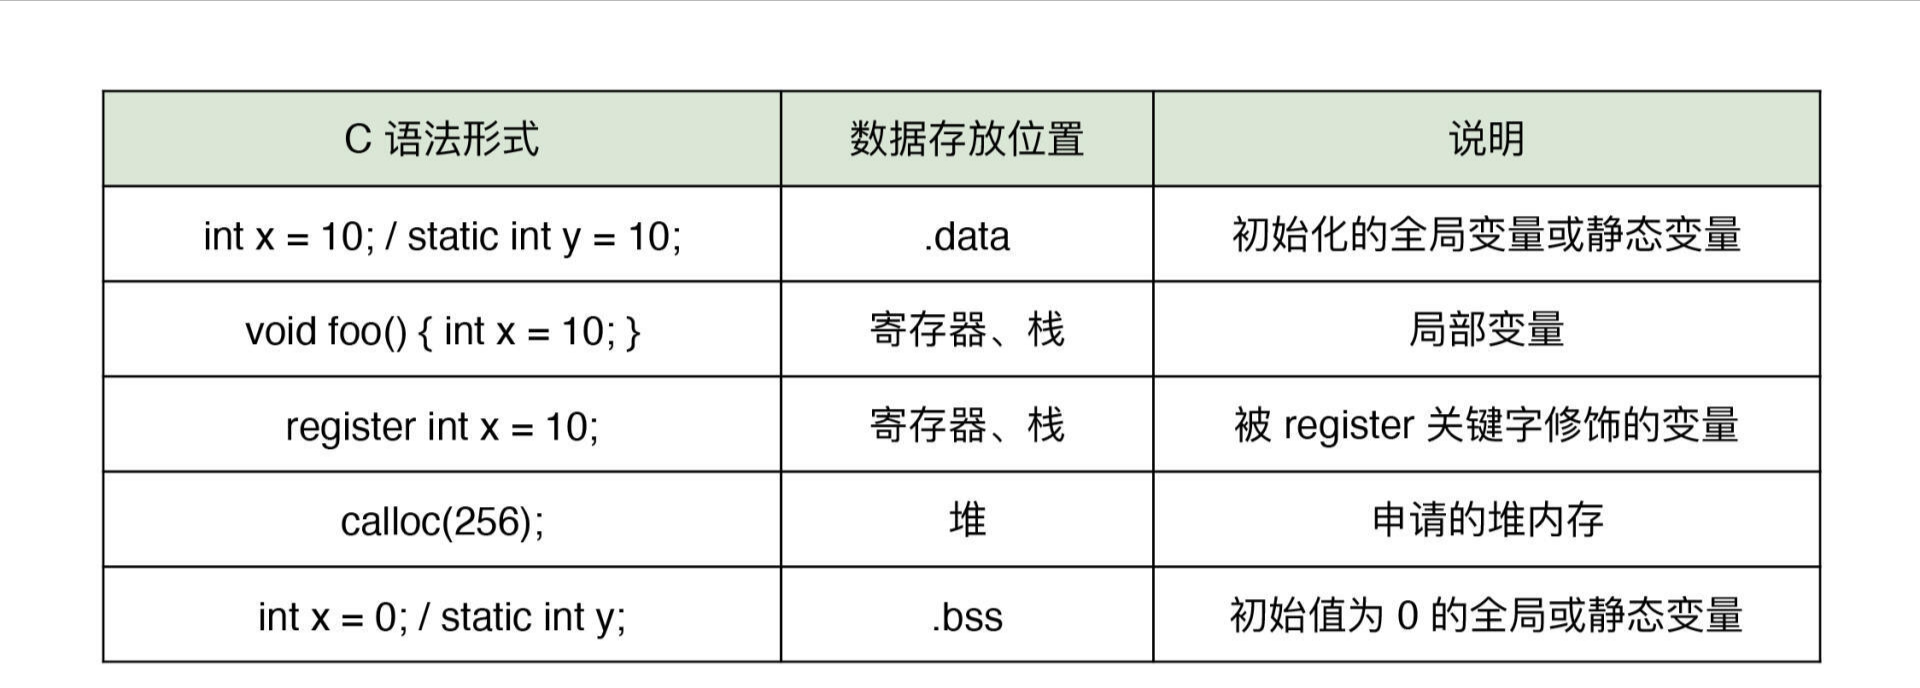 C 语法形式 数据存放位置 说明
int x = 10; / static int y = 10; .data 初始化的全局变量或静态变量
void foo() { int x = 10; } 寄存器、栈 局部变量
register int x = 10; 寄存器、栈 被 register 关键字修饰的变量
calloc(256); 堆 申请的堆内存
int x = 0; / static int y; .bss 初始值为 0 的全局或静态变量